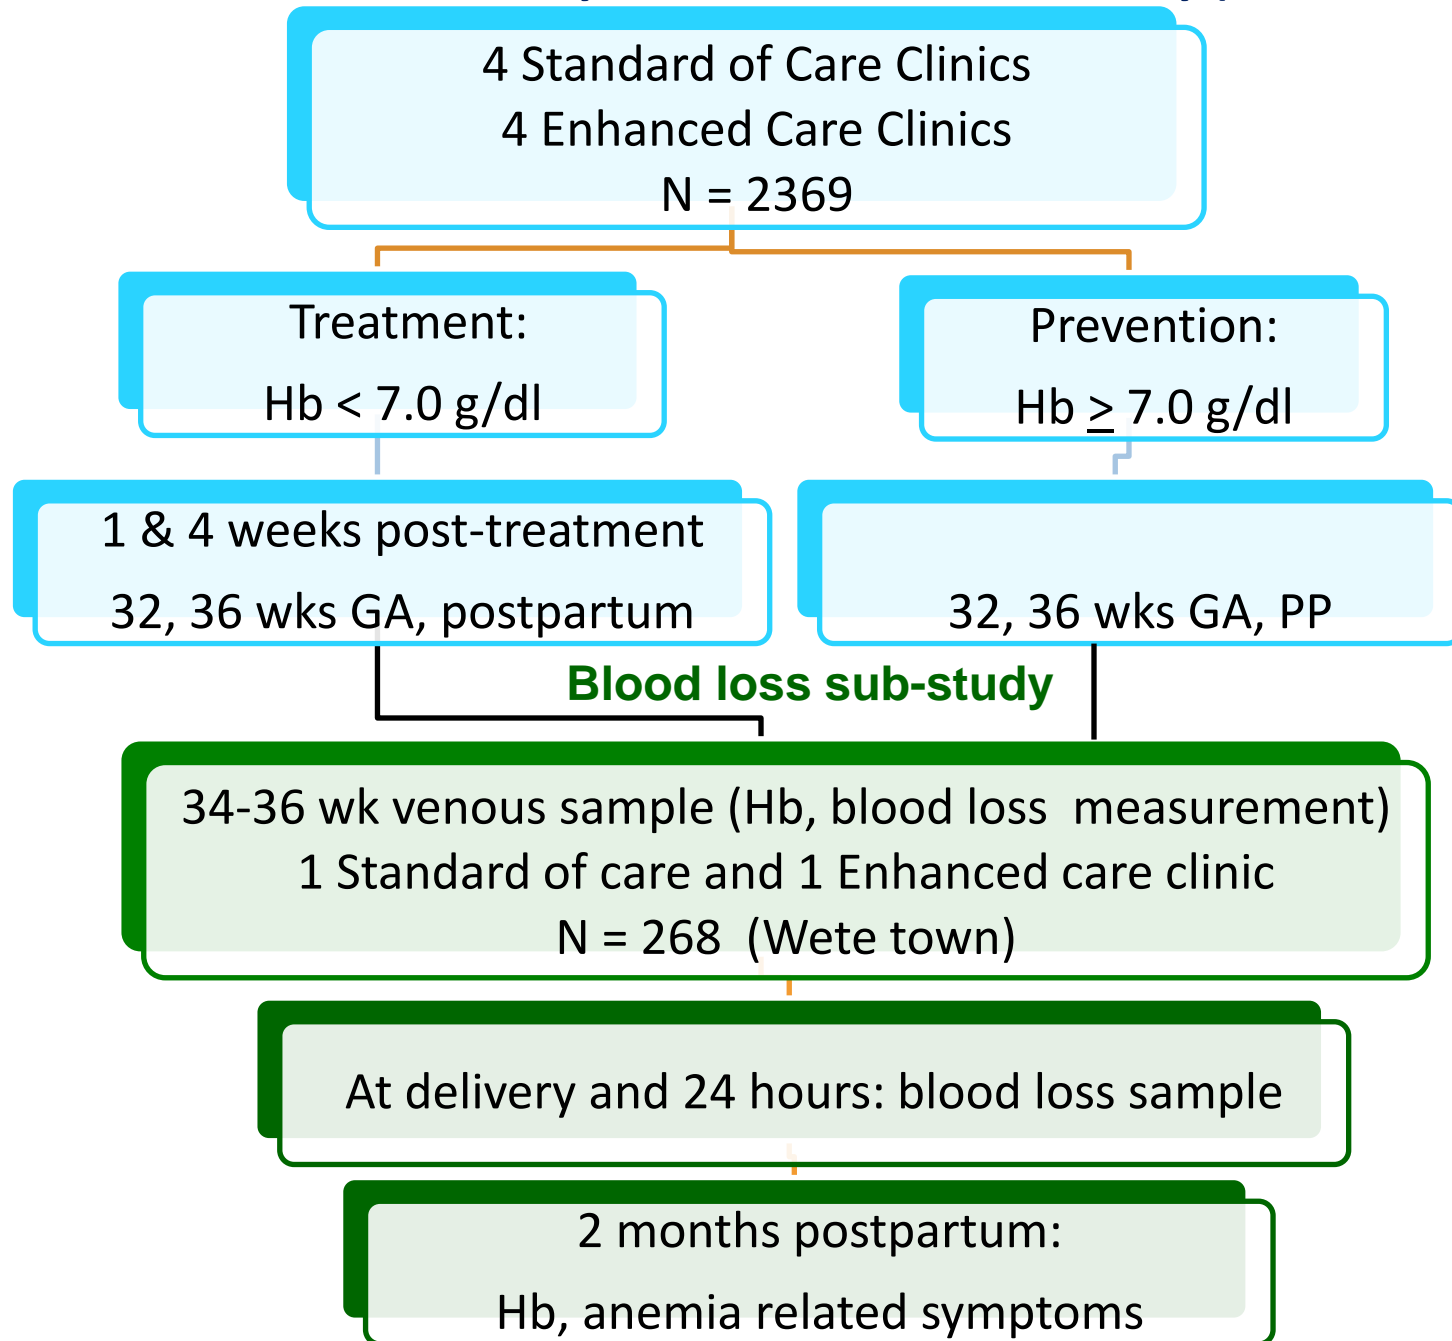 4 Standard of Care Clinics
4 Enhanced Care Clinics
N = 2369
Treatment:
Hb < 7.0 g/dl
Prevention:
Hb ≥ 7.0 g/dl
1 & 4 weeks post-treatment
32, 36 wks GA, postpartum
32, 36 wks GA, PP
Blood loss sub-study
34-36 wk venous sample (Hb, blood loss  measurement)
1 Standard of care and 1 Enhanced care clinic
N = 268  (Wete town)
At delivery and 24 hours: blood loss sample
2 months postpartum:
Hb, anemia related symptoms